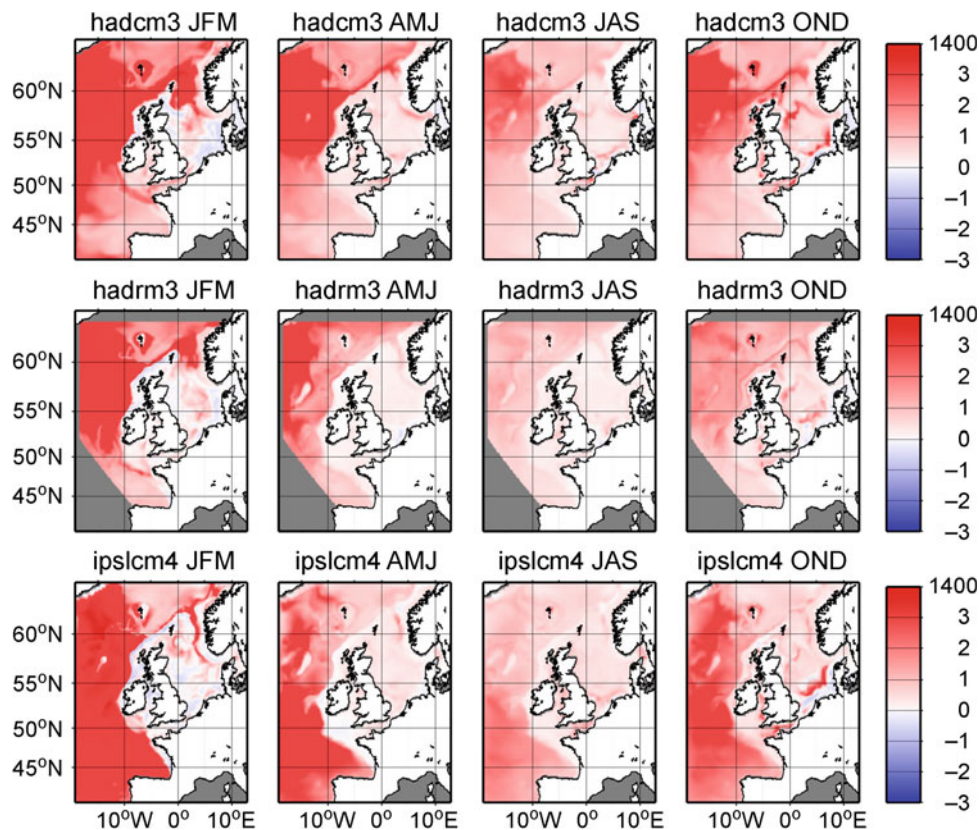 hadcm3 JFM hadcm3 AMJ hadcm3 JAS hadcm3 OND
1400
3
2
1
0
–1
–2
–3
60°N
55°N
50°N
45°N
hadrm3 JFM hadrm3 AMJ hadrm3 JAS hadrm3 OND
1400
3
2
1
0
–1
–2
–3
60°N
55°N
50°N
45°N
ipslcm4 JFM ipslcm4 AMJ ipslcm4 JAS ipslcm4 OND
1400
3
2
1
0
–1
–2
–3
60°N
55°N
50°N
45°N
10°W 0° 10°E 10°W 0° 10°E 10°W 0° 10°E 10°W 0° 10°E